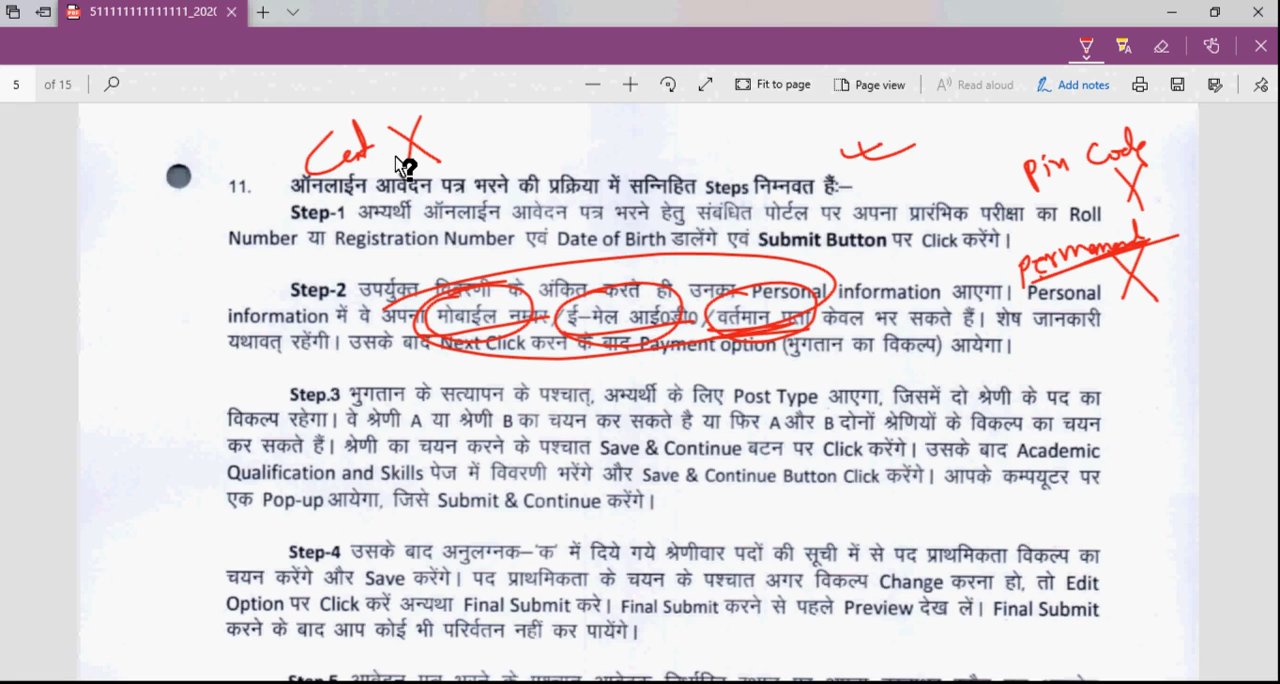 511111111111111_2020
5 of 15
Fit to page
Page view
Read aloud
Add notes
Cent X
Pin Code
X
Permanent
X
11. ऑनलाईन आवेदन पत्र भरने की प्रक्रिया में सन्निहित Steps निम्नवत हैं:–
Step-1 अभ्यर्थी ऑनलाईन आवेदन पत्र भरने हेतु संबंधित पोर्टल पर अपना प्रारंभिक परीक्षा का Roll
Number या Registration Number एवं Date of Birth डालेंगे एवं Submit Button पर Click करेंगे।
Step-2 उपर्युक्त विवरणी के अंकित करते ही उनका Personal information आएगा। Personal
information में वे अपना मोबाईल नम्बर/ई–मेल आई0डी0/वर्तमान पता केवल भर सकते हैं। शेष जानकारी
यथावत् रहेंगी। उसके बाद Next Click करने के बाद Payment option (भुगतान का विकल्प) आयेगा।
Step.3 भुगतान के सत्यापन के पश्चात्, अभ्यर्थी के लिए Post Type आएगा, जिसमें दो श्रेणी के पद का
विकल्प रहेगा। वे श्रेणी A या श्रेणी B का चयन कर सकते है या फिर A और B दोनों श्रेणियों के विकल्प का चयन
कर सकते हैं। श्रेणी का चयन करने के पश्चात Save & Continue बटन पर Click करेंगे। उसके बाद Academic
Qualification and Skills पेज में विवरणी भरेंगे और Save & Continue Button Click करेंगे। आपके कम्पयूटर पर
एक Pop-up आयेगा, जिसे Submit & Continue करेंगे।
Step-4 उसके बाद अनुलग्नक–'क' में दिये गये श्रेणीवार पदों की सूची में से पद प्राथमिकता विकल्प का
चयन करेंगे और Save करेंगे। पद प्राथमिकता के चयन के पश्चात अगर विकल्प Change करना हो, तो Edit
Option पर Click करें अन्यथा Final Submit करे। Final Submit करने से पहले Preview देख लें। Final Submit
करने के बाद आप कोई भी परिर्वतन नहीं कर पायेंगे।